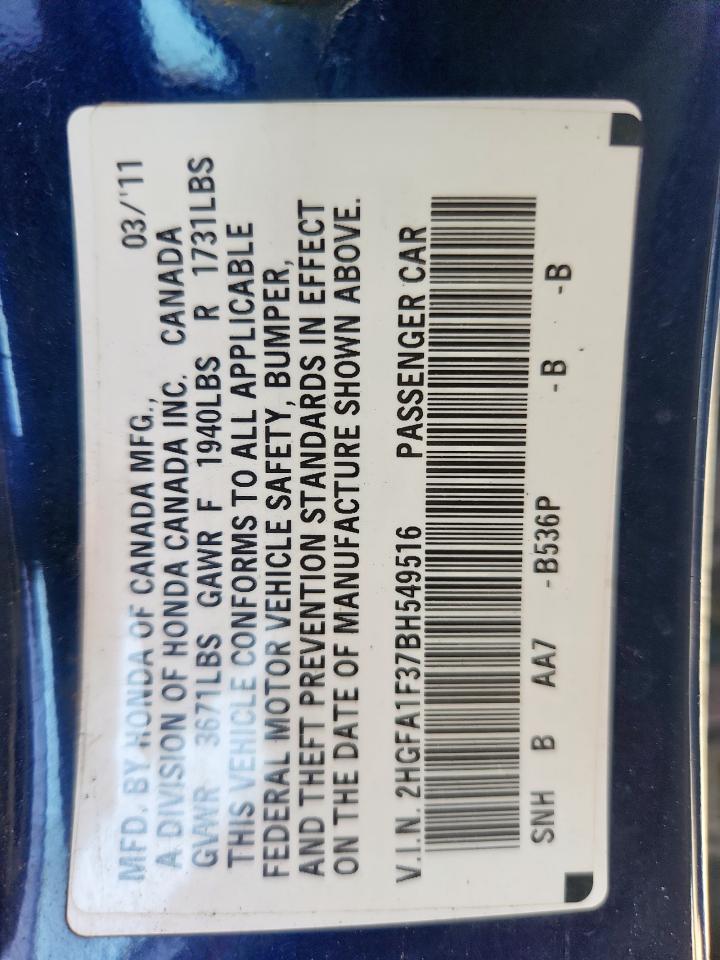 MFD. BY HONDA OF CANADA MFG., 03/'11
A DIVISION OF HONDA CANADA INC. CANADA
GVWR 3671LBS GAWR F 1940LBS R 1731LBS
THIS VEHICLE CONFORMS TO ALL APPLICABLE
FEDERAL MOTOR VEHICLE SAFETY, BUMPER,
AND THEFT PREVENTION STANDARDS IN EFFECT
ON THE DATE OF MANUFACTURE SHOWN ABOVE.
V.I.N. 2HGFA1F37BH549516 PASSENGER CAR
SNH B AA7 -B536P -B -B